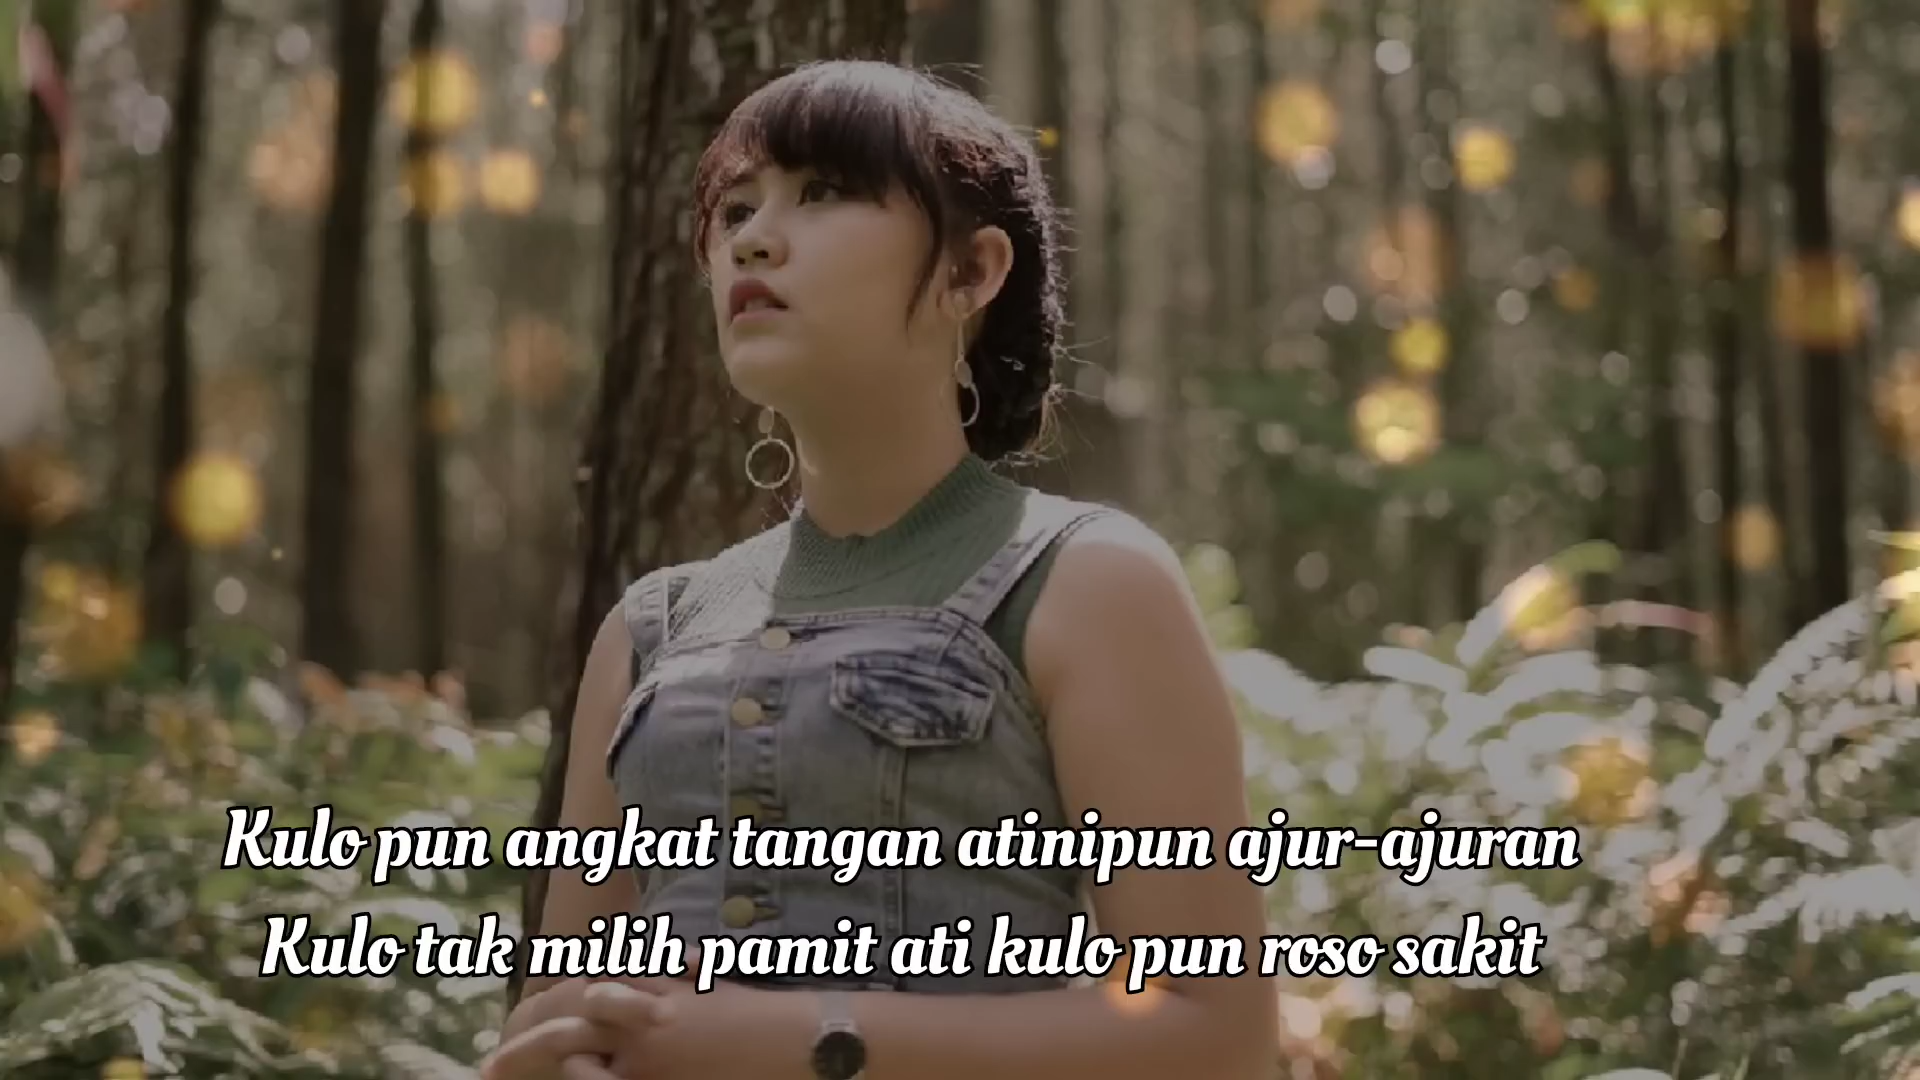 Kulo pun angkat tangan atinipun ajur-ajuran
Kulo tak milih pamit ati kulo pun roso sakit